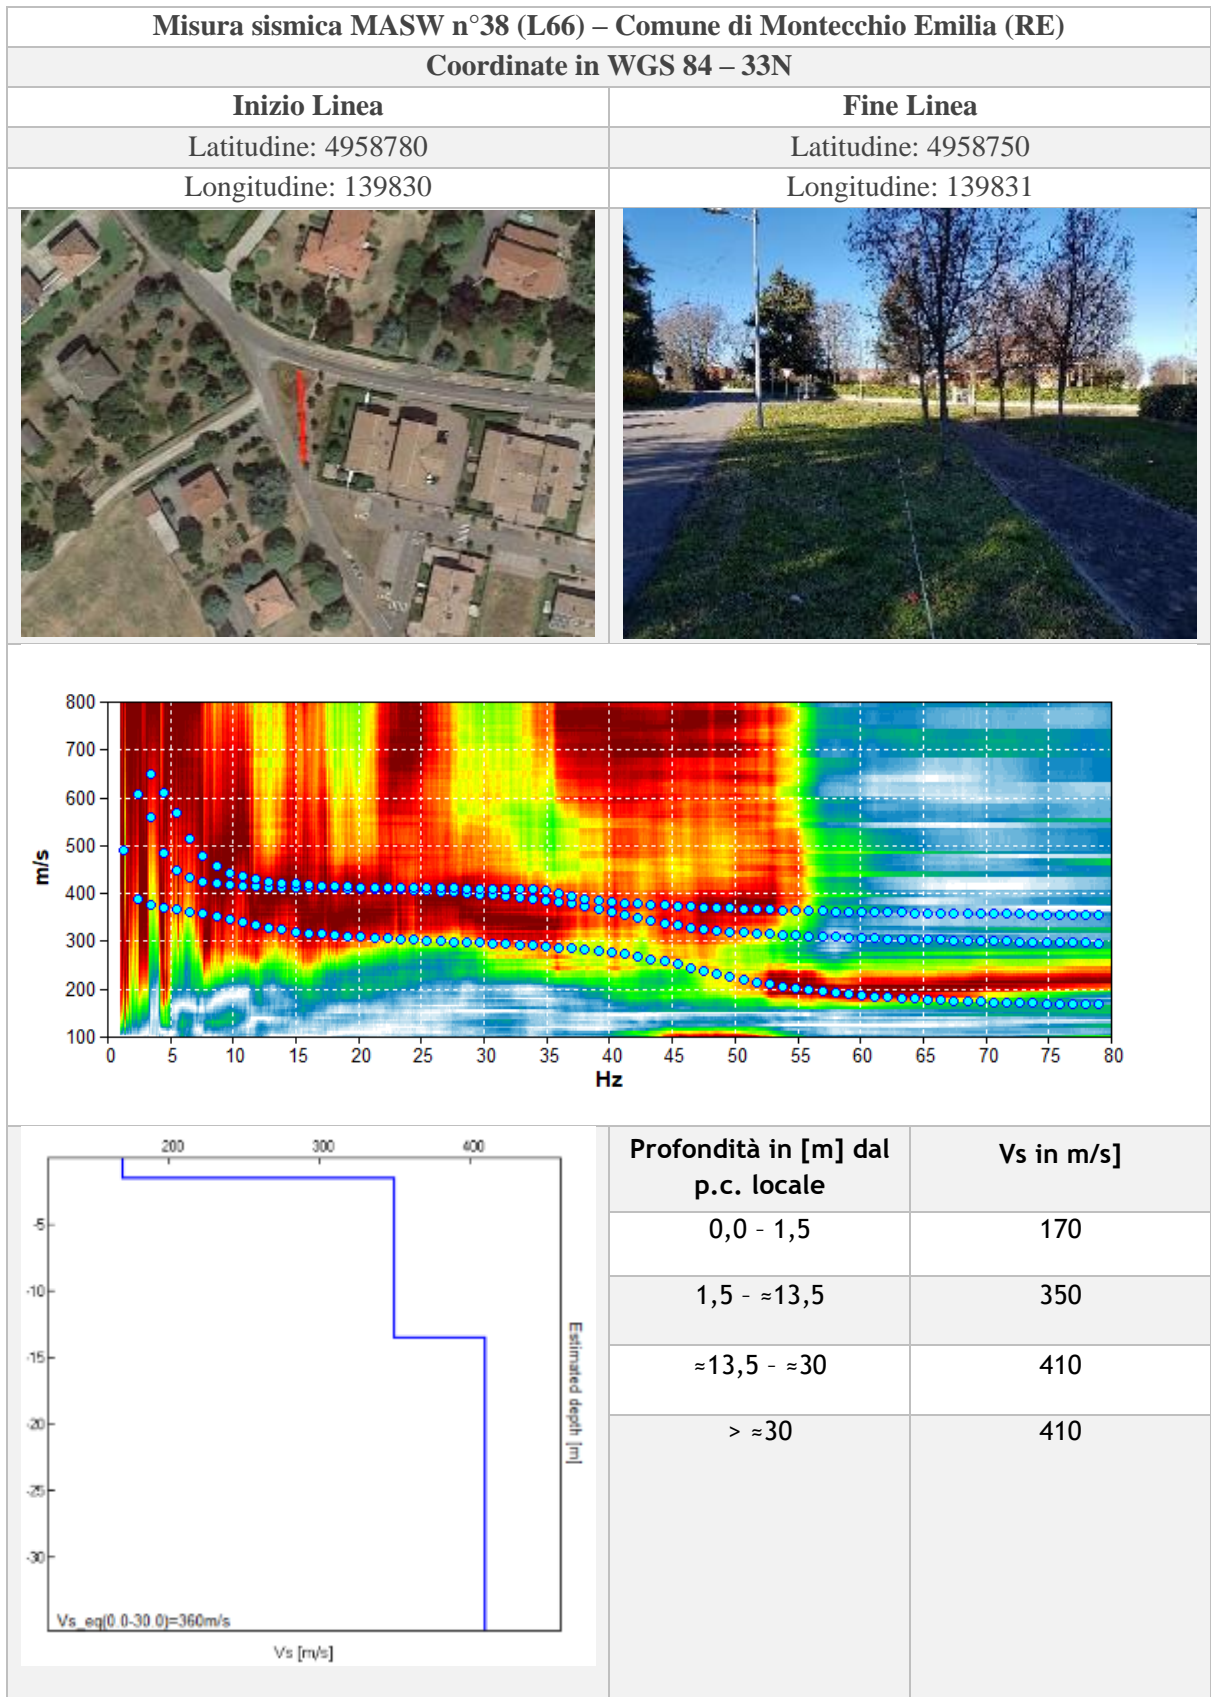 Misura sismica MASW n°38 (L66) – Comune di Montecchio Emilia (RE)
Coordinate in WGS 84 – 33N
Inizio Linea
Fine Linea
Latitudine: 4958780
Latitudine: 4958750
Longitudine: 139830
Longitudine: 139831
800
700
600
500
400
300
200
100
m/s
0 5 10 15 20 25 30 35 40 45 50 55 60 65 70 75 80
Hz
200 300 400
-5
-10
-15
-20
-25
-30
Estimated depth [m]
Vs_eq(0.0-30.0)=360m/s
Vs [m/s]
Profondità in [m] dal
p.c. locale
Vs in m/s]
0,0 – 1,5
170
1,5 – ≈13,5
350
≈13,5 – ≈30
410
> ≈30
410